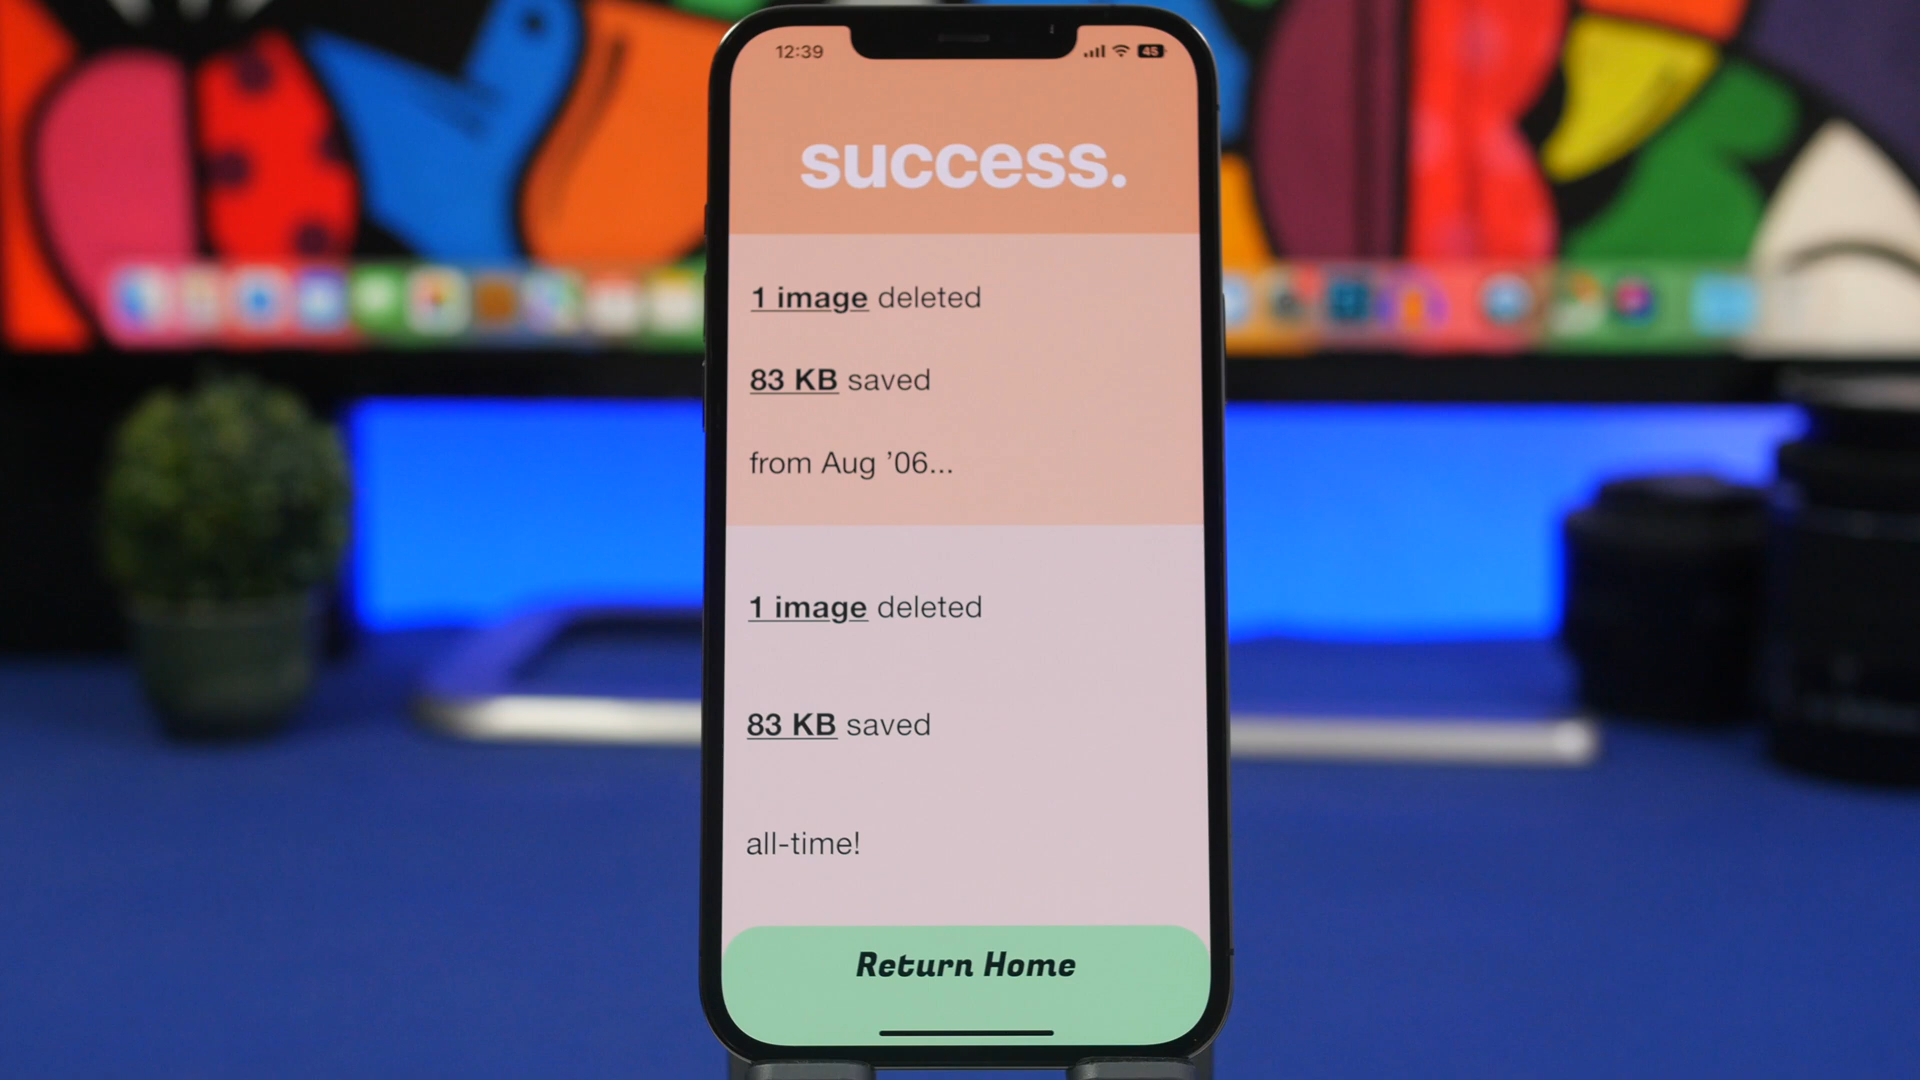 12:39
45
success.
1 image deleted
83 KB saved
from Aug ’06...
1 image deleted
83 KB saved
all-time!
Return Home